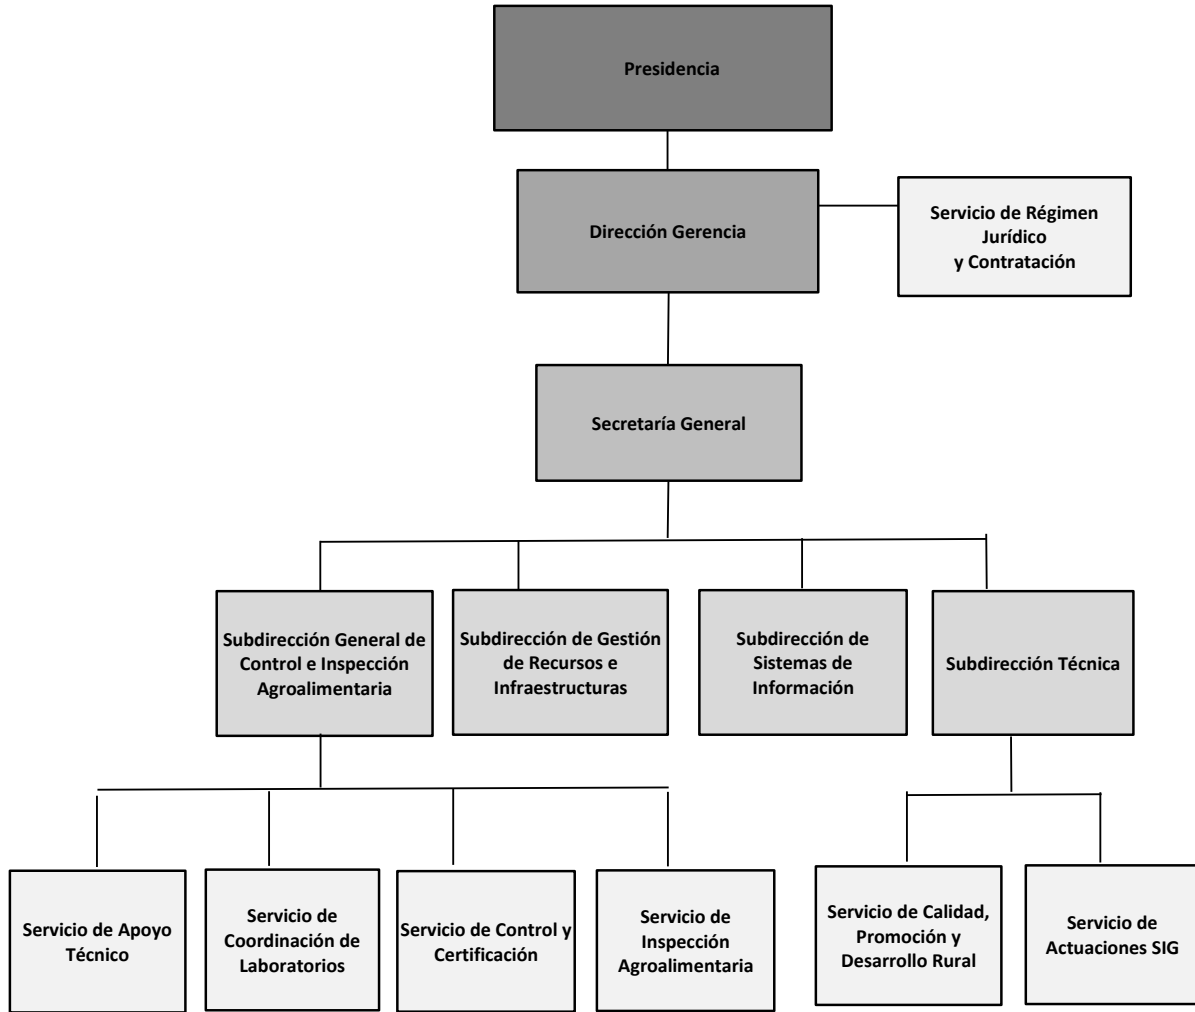 Presidencia
Dirección Gerencia
Servicio de Régimen
Jurídico
y Contratación
Secretaría General
Subdirección General de
Control e Inspección
Agroalimentaria
Subdirección de Gestión
de Recursos e
Infraestructuras
Subdirección de
Sistemas de
Información
Subdirección Técnica
Servicio de Apoyo
Técnico
Servicio de
Coordinación de
Laboratorios
Servicio de Control y
Certificación
Servicio de
Inspección
Agroalimentaria
Servicio de Calidad,
Promoción y
Desarrollo Rural
Servicio de
Actuaciones SIG